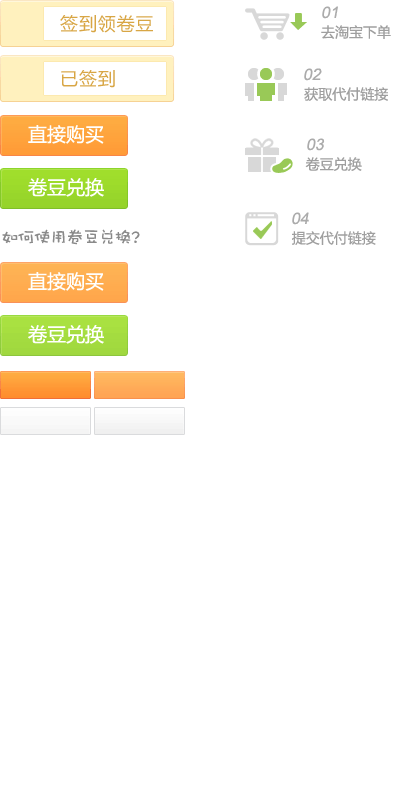 签到领卷豆
已签到
直接购买
卷豆兑换
如何使用卷豆兑换?
直接购买
卷豆兑换
01
去淘宝下单
02
获取代付链接
03
卷豆兑换
04
提交代付链接